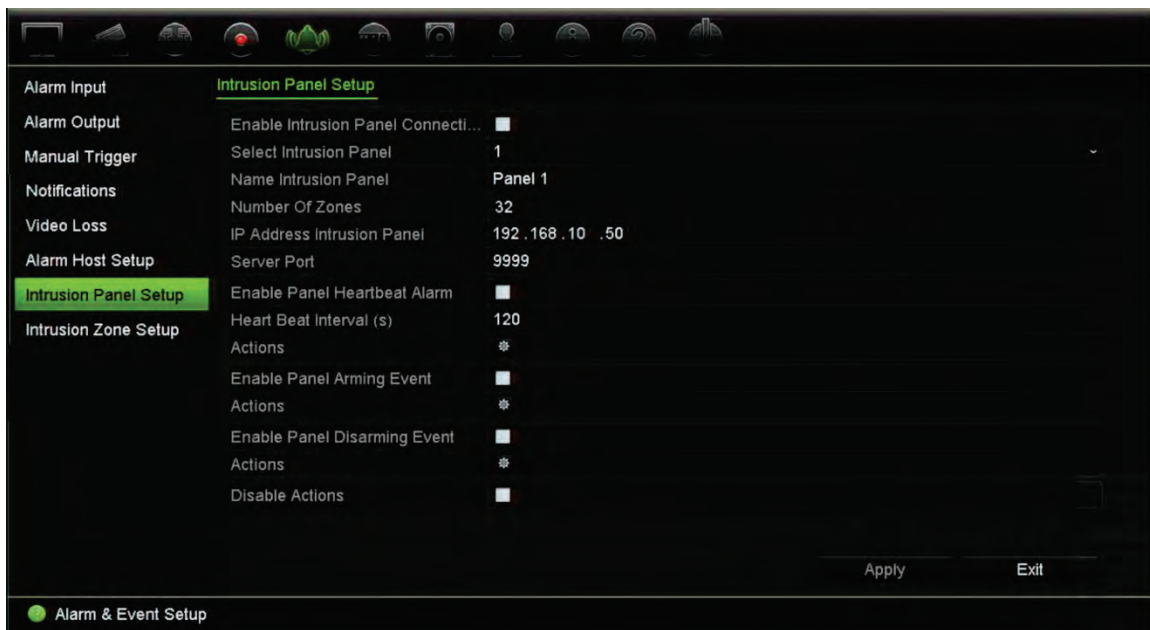 Alarm Input
Alarm Output
Manual Trigger
Notifications
Video Loss
Alarm Host Setup
Intrusion Panel Setup
Intrusion Zone Setup
Intrusion Panel Setup
Enable Intrusion Panel Connecti...
Select Intrusion Panel 1
Name Intrusion Panel Panel 1
Number Of Zones 32
IP Address Intrusion Panel 192.168.10 .50
Server Port 9999
Enable Panel Heartbeat Alarm
Heart Beat Interval (s) 120
Actions
Enable Panel Arming Event
Actions
Enable Panel Disarming Event
Actions
Disable Actions
Apply Exit
Alarm & Event Setup